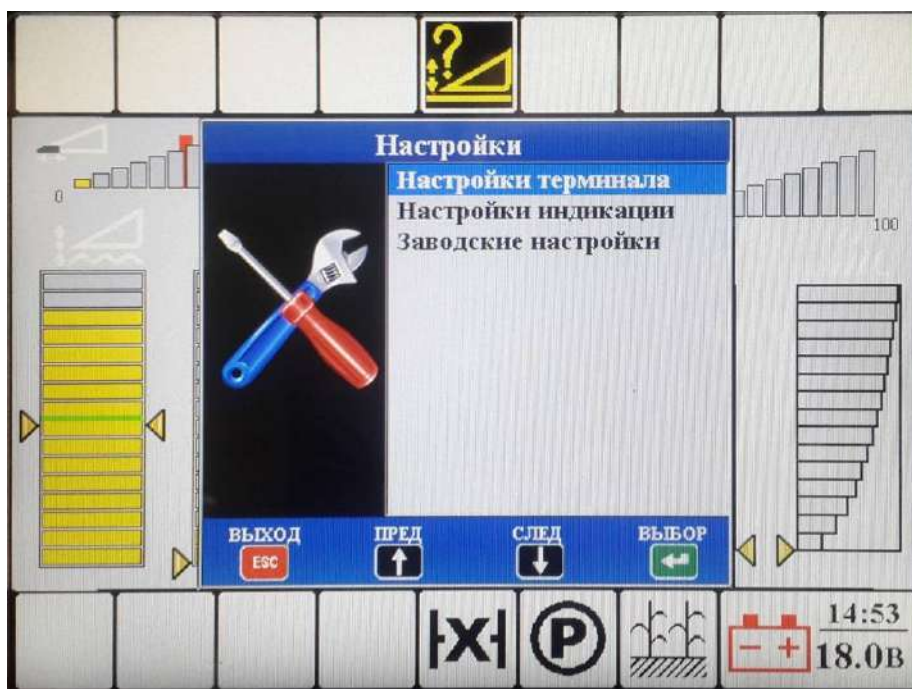 ?
Настройки
Настройки терминала
Настройки индикации
Заводские настройки
0
100
ВЫХОД
ПРЕД
СЛЕД
ВЫБОР
ESC
X
P
14:53
18.0В